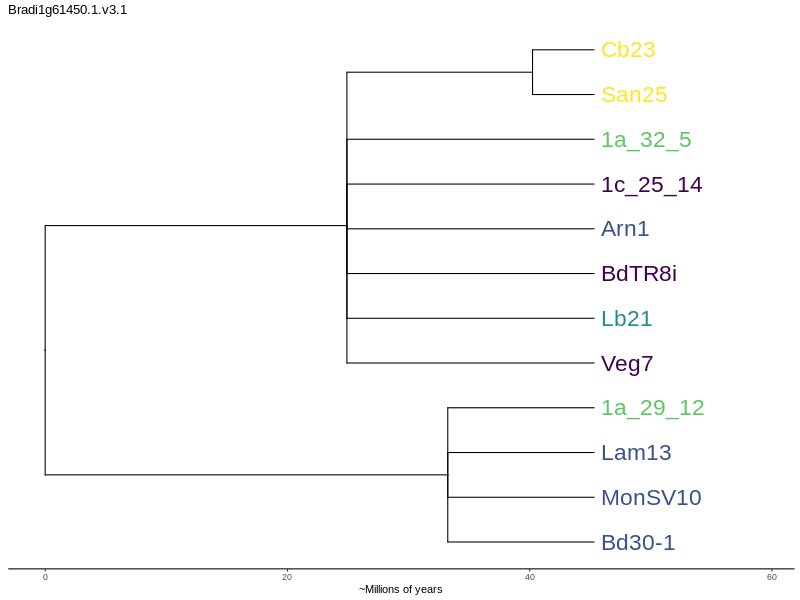 Bradi1g61450.1.v3.1
Cb23
San25
1a_32_5
1c_25_14
Arn1
BdTR8i
Lb21
Veg7
1a_29_12
Lam13
MonSV10
Bd30-1
0 20 40 60
~Millions of years